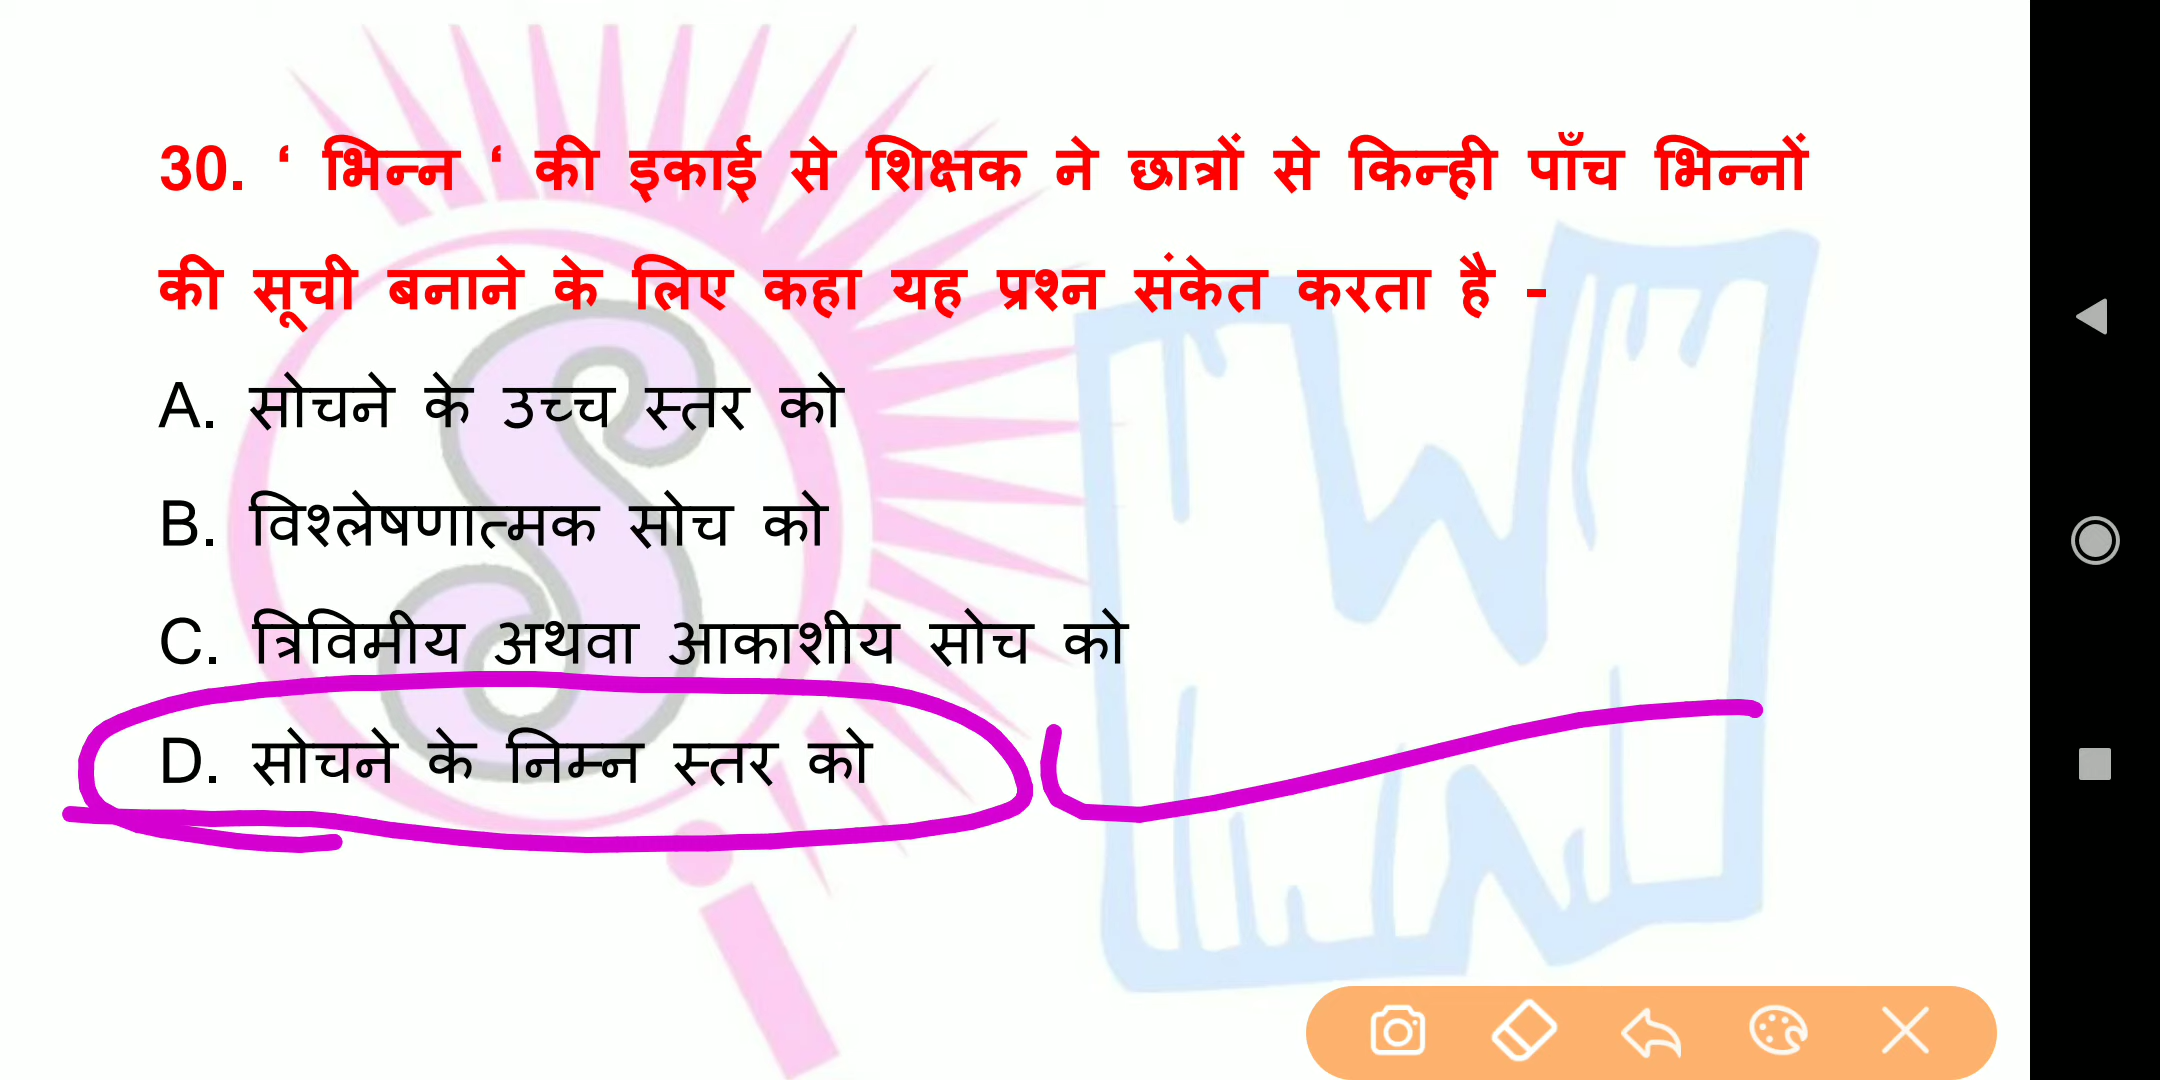 30. ‘ भिन्न ‘ की इकाई से शिक्षक ने छात्रों से किन्ही पाँच भिन्नों
की सूची बनाने के लिए कहा यह प्रश्न संकेत करता है -
A. सोचने के उच्च स्तर को
B. विश्लेषणात्मक सोच को
C. त्रिविमीय अथवा आकाशीय सोच को
D. सोचने के निम्न स्तर को